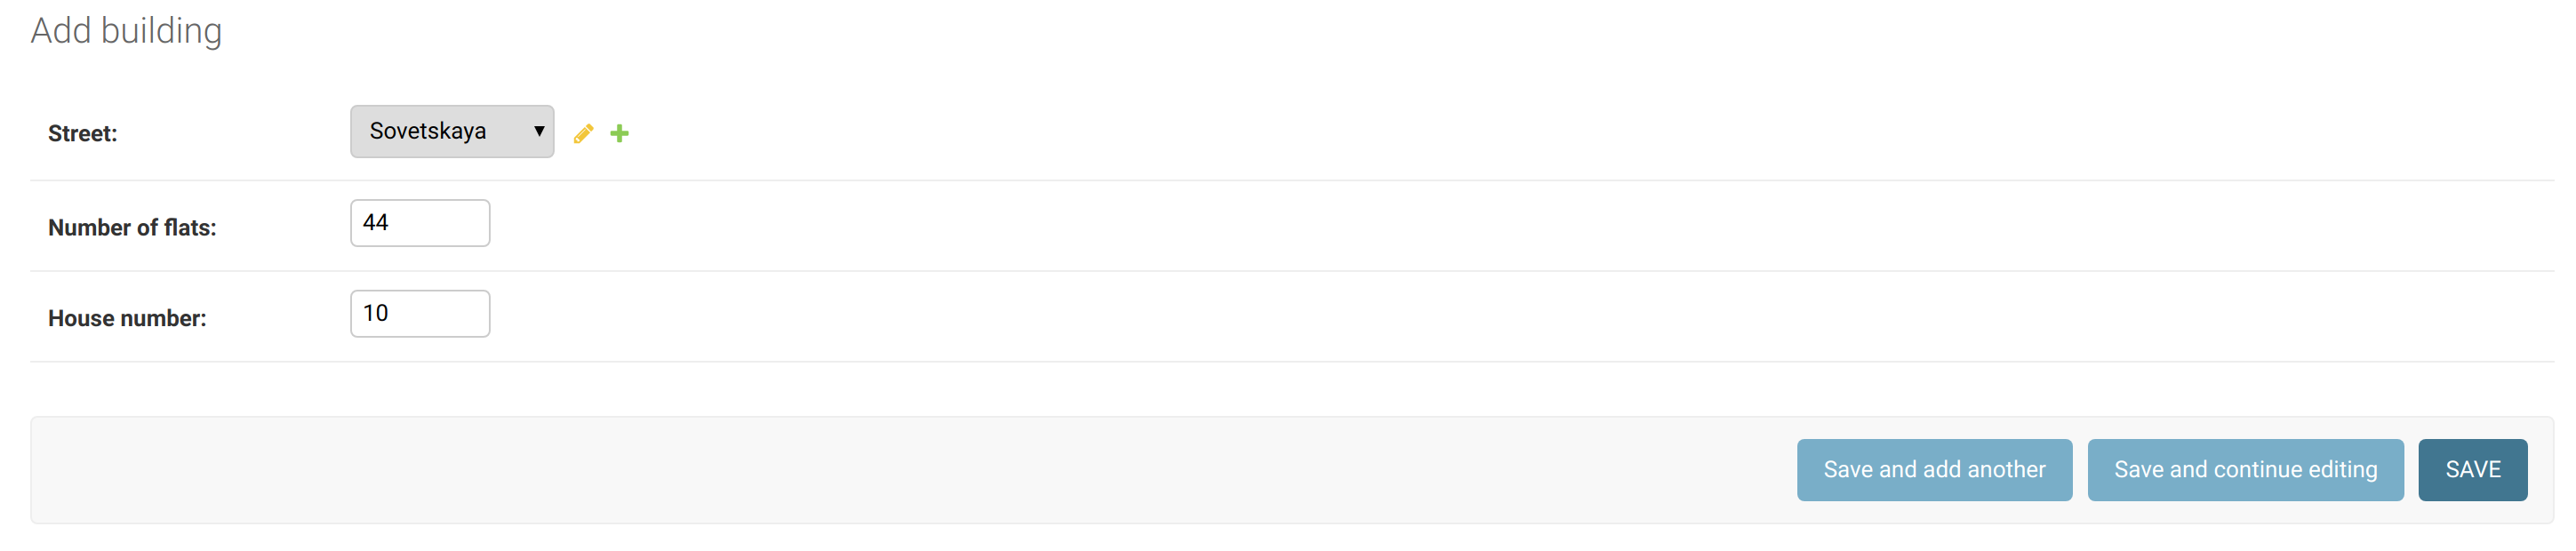 Add building
Street: Sovetskaya
Number of flats: 44
House number: 10
Save and add another Save and continue editing SAVE